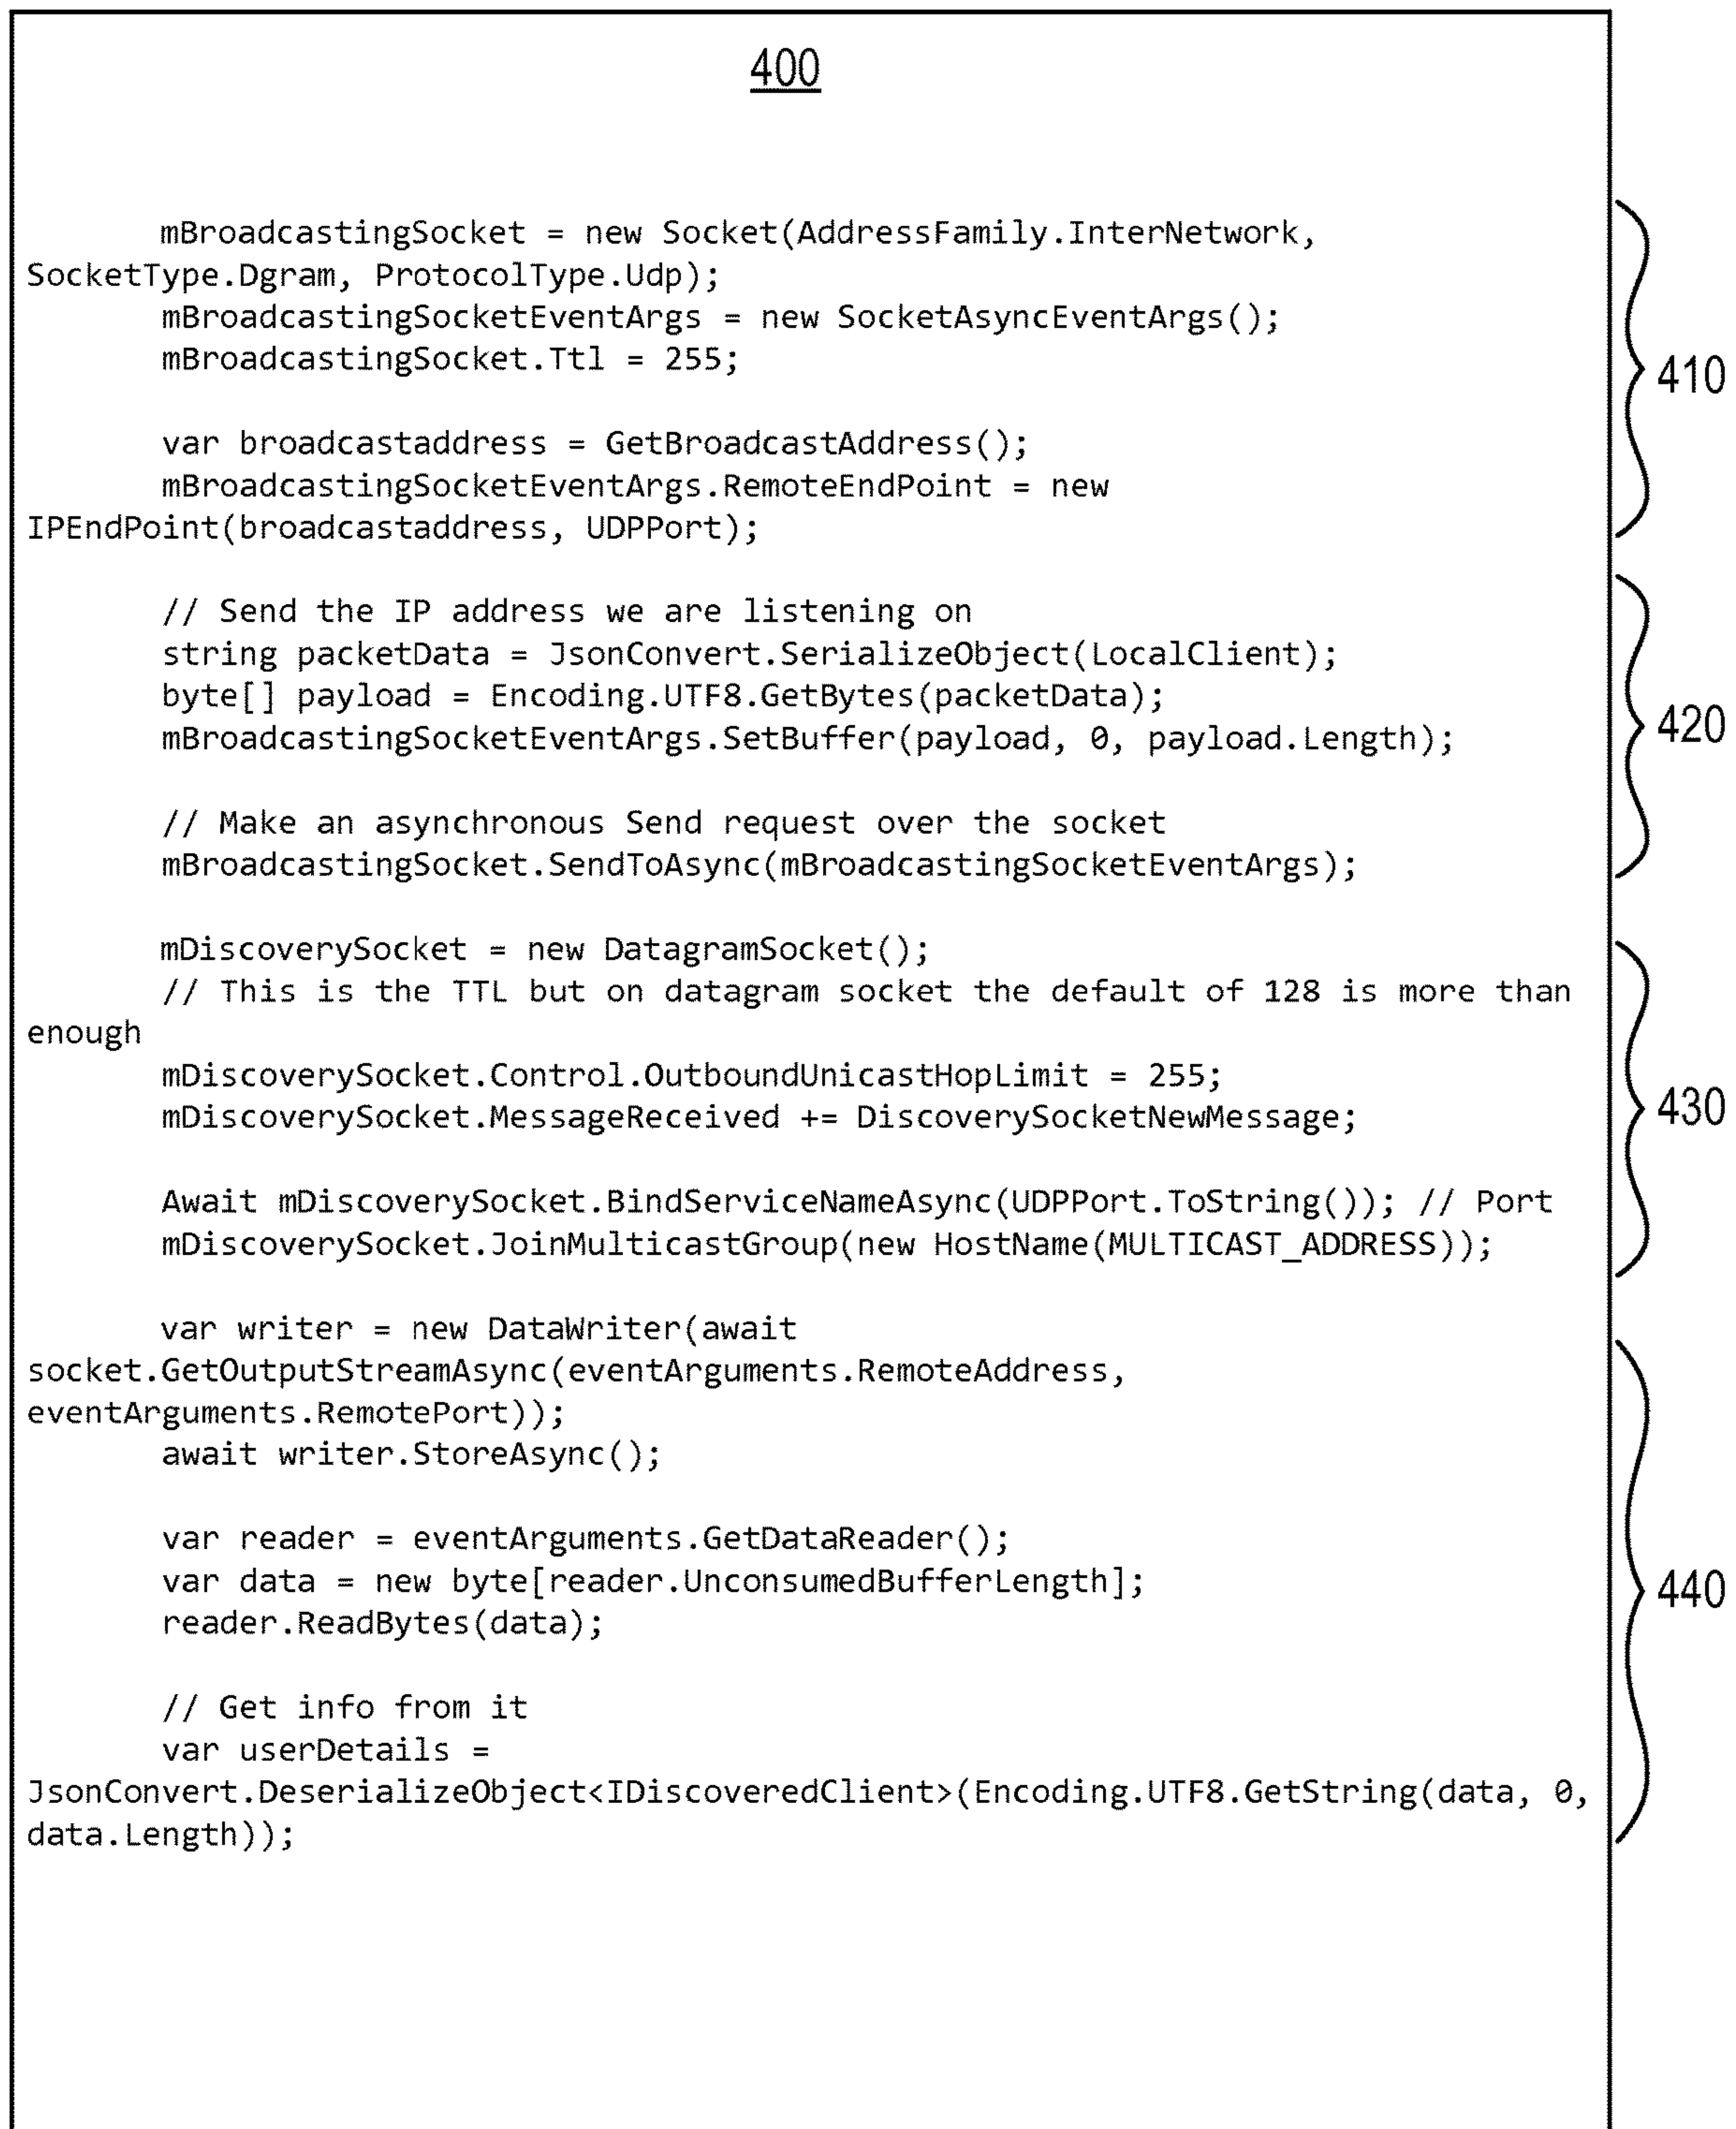 400
mBroadcastingSocket = new Socket(AddressFamily.InterNetwork,
SocketType.Dgram, ProtocolType.Udp);
mBroadcastingSocketEventArgs = new SocketAsyncEventArgs();
mBroadcastingSocket.Ttl = 255;
410
var broadcastaddress = GetBroadcastAddress();
mBroadcastingSocketEventArgs.RemoteEndPoint = new
IPEndPoint(broadcastaddress, UDPPort);
// Send the IP address we are listening on
string packetData = JsonConvert.SerializeObject(LocalClient);
byte[] payload = Encoding.UTF8.GetBytes(packetData);
mBroadcastingSocketEventArgs.SetBuffer(payload, 0, payload.Length);
420
// Make an asynchronous Send request over the socket
mBroadcastingSocket.SendToAsync(mBroadcastingSocketEventArgs);
mDiscoverySocket = new DatagramSocket();
// This is the TTL but on datagram socket the default of 128 is more than
enough
mDiscoverySocket.Control.OutboundUnicastHopLimit = 255;
mDiscoverySocket.MessageReceived += DiscoverySocketNewMessage;
430
Await mDiscoverySocket.BindServiceNameAsync(UDPPort.ToString()); // Port
mDiscoverySocket.JoinMulticastGroup(new HostName(MULTICAST_ADDRESS));
var writer = new DataWriter(await
socket.GetOutputStreamAsync(eventArguments.RemoteAddress,
eventArguments.RemotePort));
await writer.StoreAsync();
var reader = eventArguments.GetDataReader();
var data = new byte[reader.UnconsumedBufferLength];
440
reader.ReadBytes(data);
// Get info from it
var userDetails =
JsonConvert.DeserializeObject<IDiscoveredClient>(Encoding.UTF8.GetString(data, 0,
data.Length));